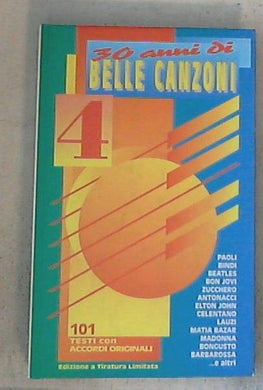 30 anni di
BELLE CANZONI
4
PAOLI
BINDI
BEATLES
BON JOVI
ZUCCHERO
ANTONACCI
ELTON JOHN
CELENTANO
LAUZI
MATIA BAZAR
MADONNA
BONGUSTO
BARBAROSSA
...e altri
101
TESTI con
ACCORDI ORIGINALI
Edizione a Tiratura Limitata